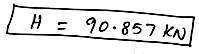 H = 90.857 KN